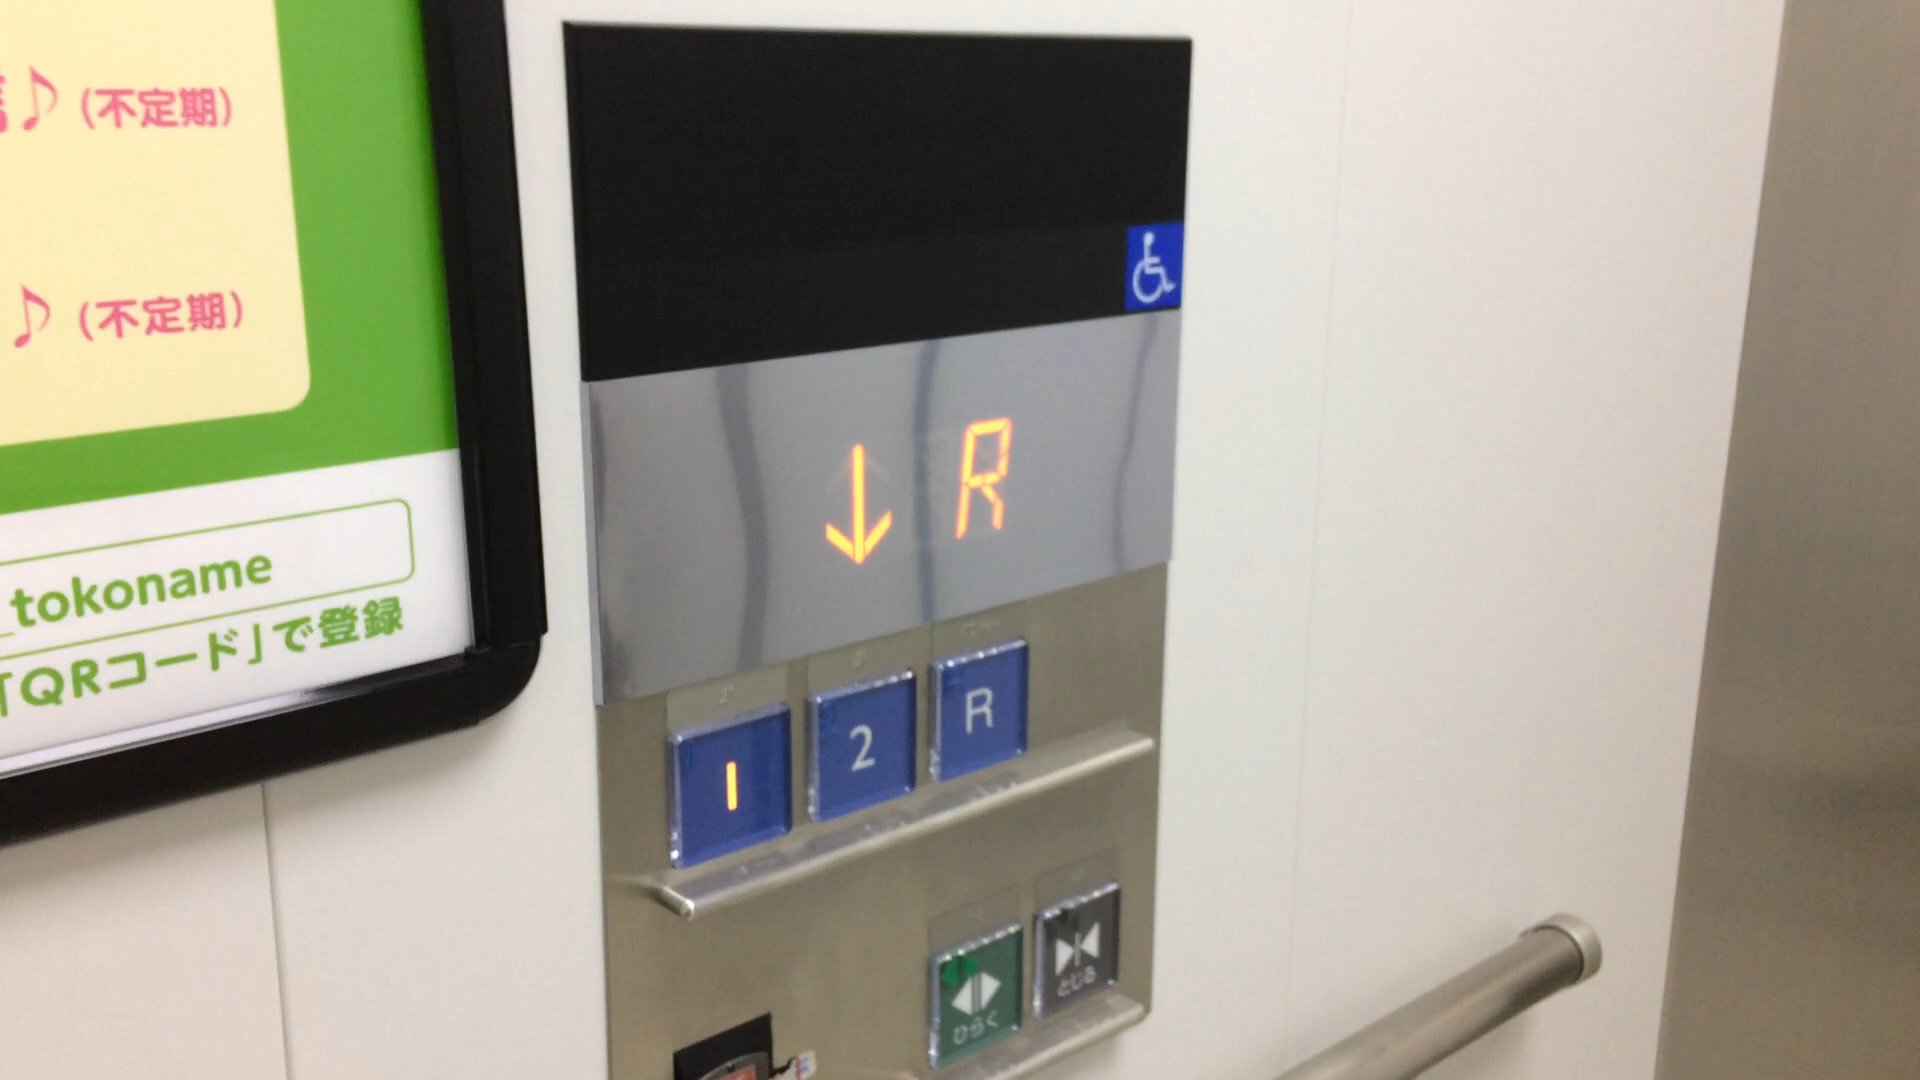 ♪(不定期)
♪(不定期)
_tokoname
「QRコード」で登録
↓ R
1 2 R
ひらく とじる